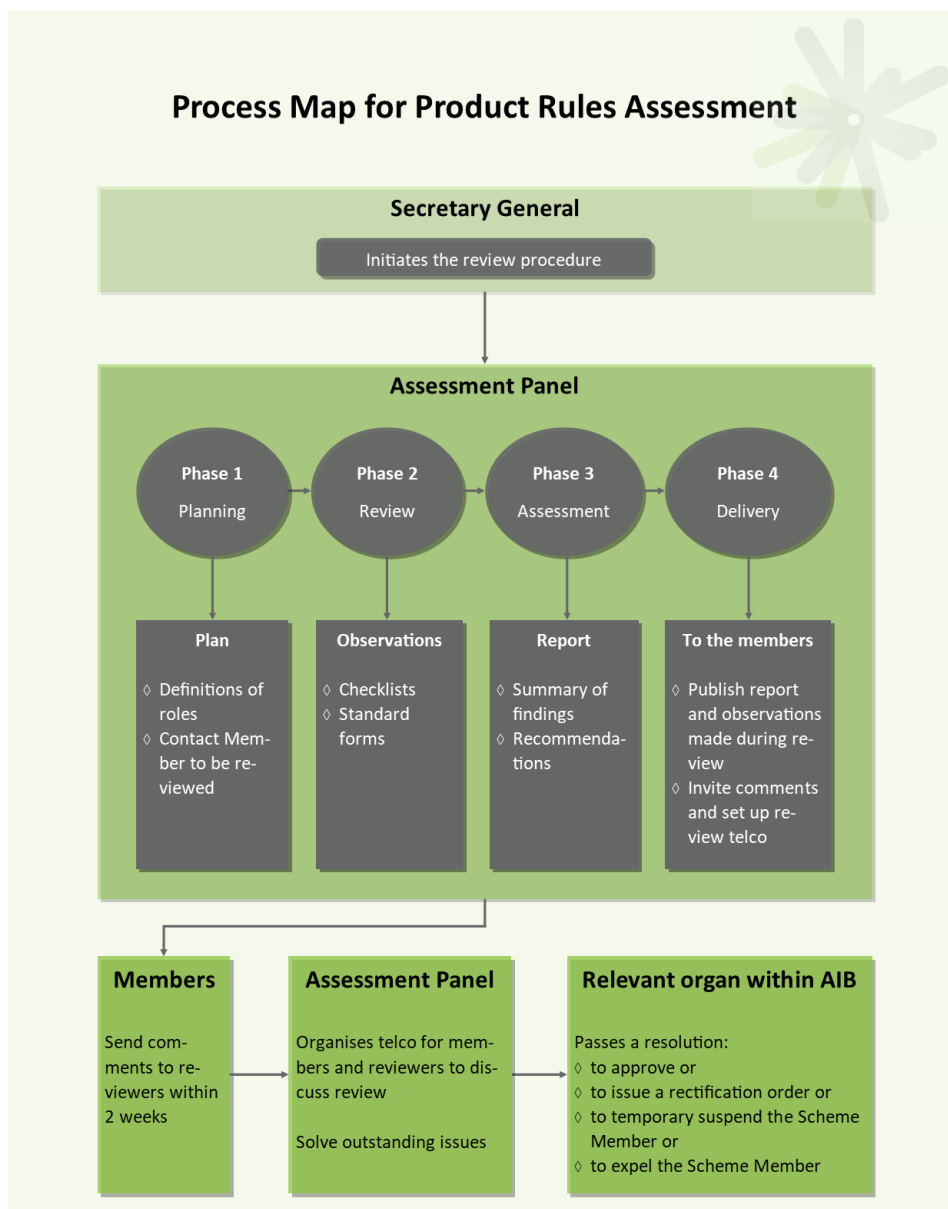 Process Map for Product Rules Assessment
Secretary General
Initiates the review procedure
Assessment Panel
Phase 1
Planning
Phase 2
Review
Phase 3
Assessment
Phase 4
Delivery
Plan
◊ Definitions of
roles
◊ Contact Mem-
ber to be re-
viewed
Observations
◊ Checklists
◊ Standard
forms
Report
◊ Summary of
findings
◊ Recommenda-
tions
To the members
◊ Publish report
and observations
made during re-
view
◊ Invite comments
and set up re-
view telco
Members
Send com-
ments to re-
viewers within
2 weeks
Assessment Panel
Organises telco for mem-
bers and reviewers to dis-
cuss review
Solve outstanding issues
Relevant organ within AIB
Passes a resolution:
◊ to approve or
◊ to issue a rectification order or
◊ to temporary suspend the Scheme
Member or
◊ to expel the Scheme Member